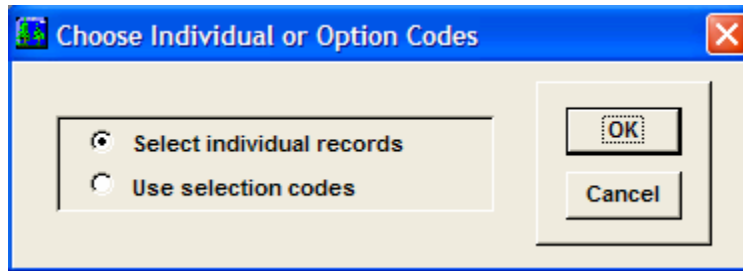 Choose Individual or Option Codes
Select individual records
Use selection codes
OK
Cancel